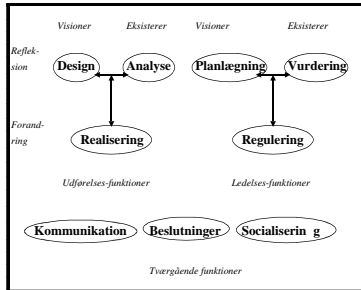 Visioner Eksisterer Visioner Eksisterer
Reflek-
sion
Design Analyse Planlægning Vurdering
Forand-
ring
Realisering Regulering
Udførelses-funktioner Ledelses-funktioner
Kommunikation Beslutninger Socialiserin g
Tværgående funktioner